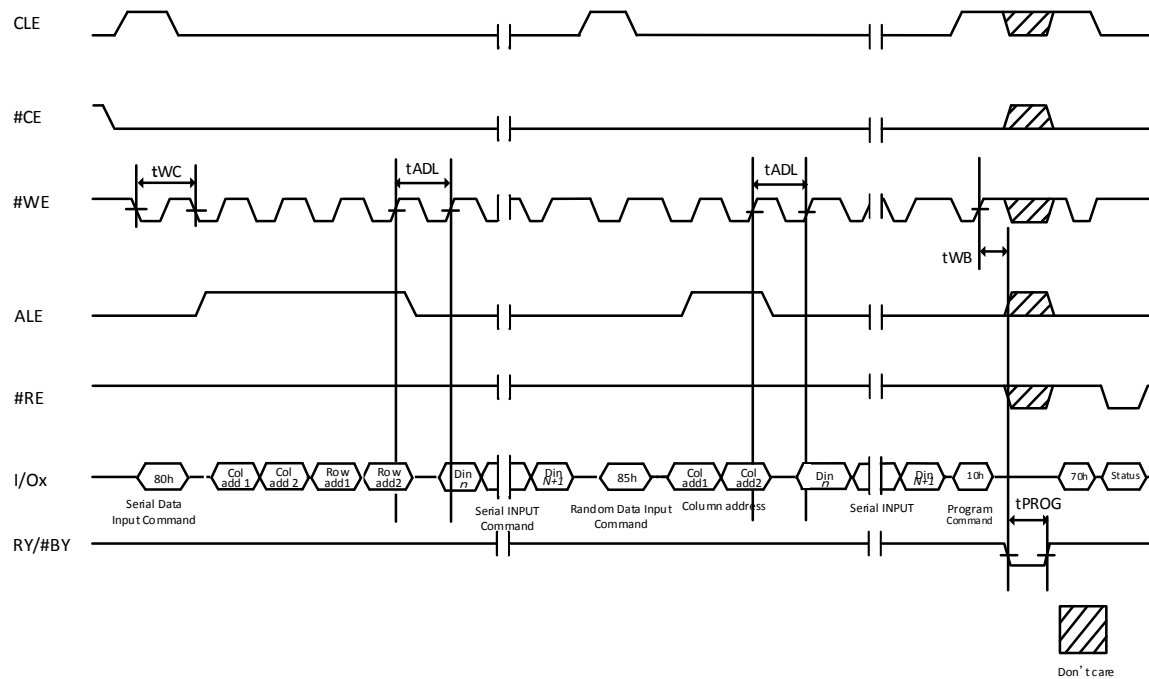 CLE
#CE
tWC
tADL
tADL
#WE
tWB
ALE
#RE
I/Ox
80h
Col
add 1
Col
add 2
Row
add1
Row
add2
Din
n
Din
N+1
85h
Col
add1
Col
add2
Din
n
Din
N+1
10h
70h
Status
Serial Data
Input Command
Serial INPUT
Command
Random Data Input
Command
Column address
Serial INPUT
Program
Command
tPROG
RY/#BY
Don't care